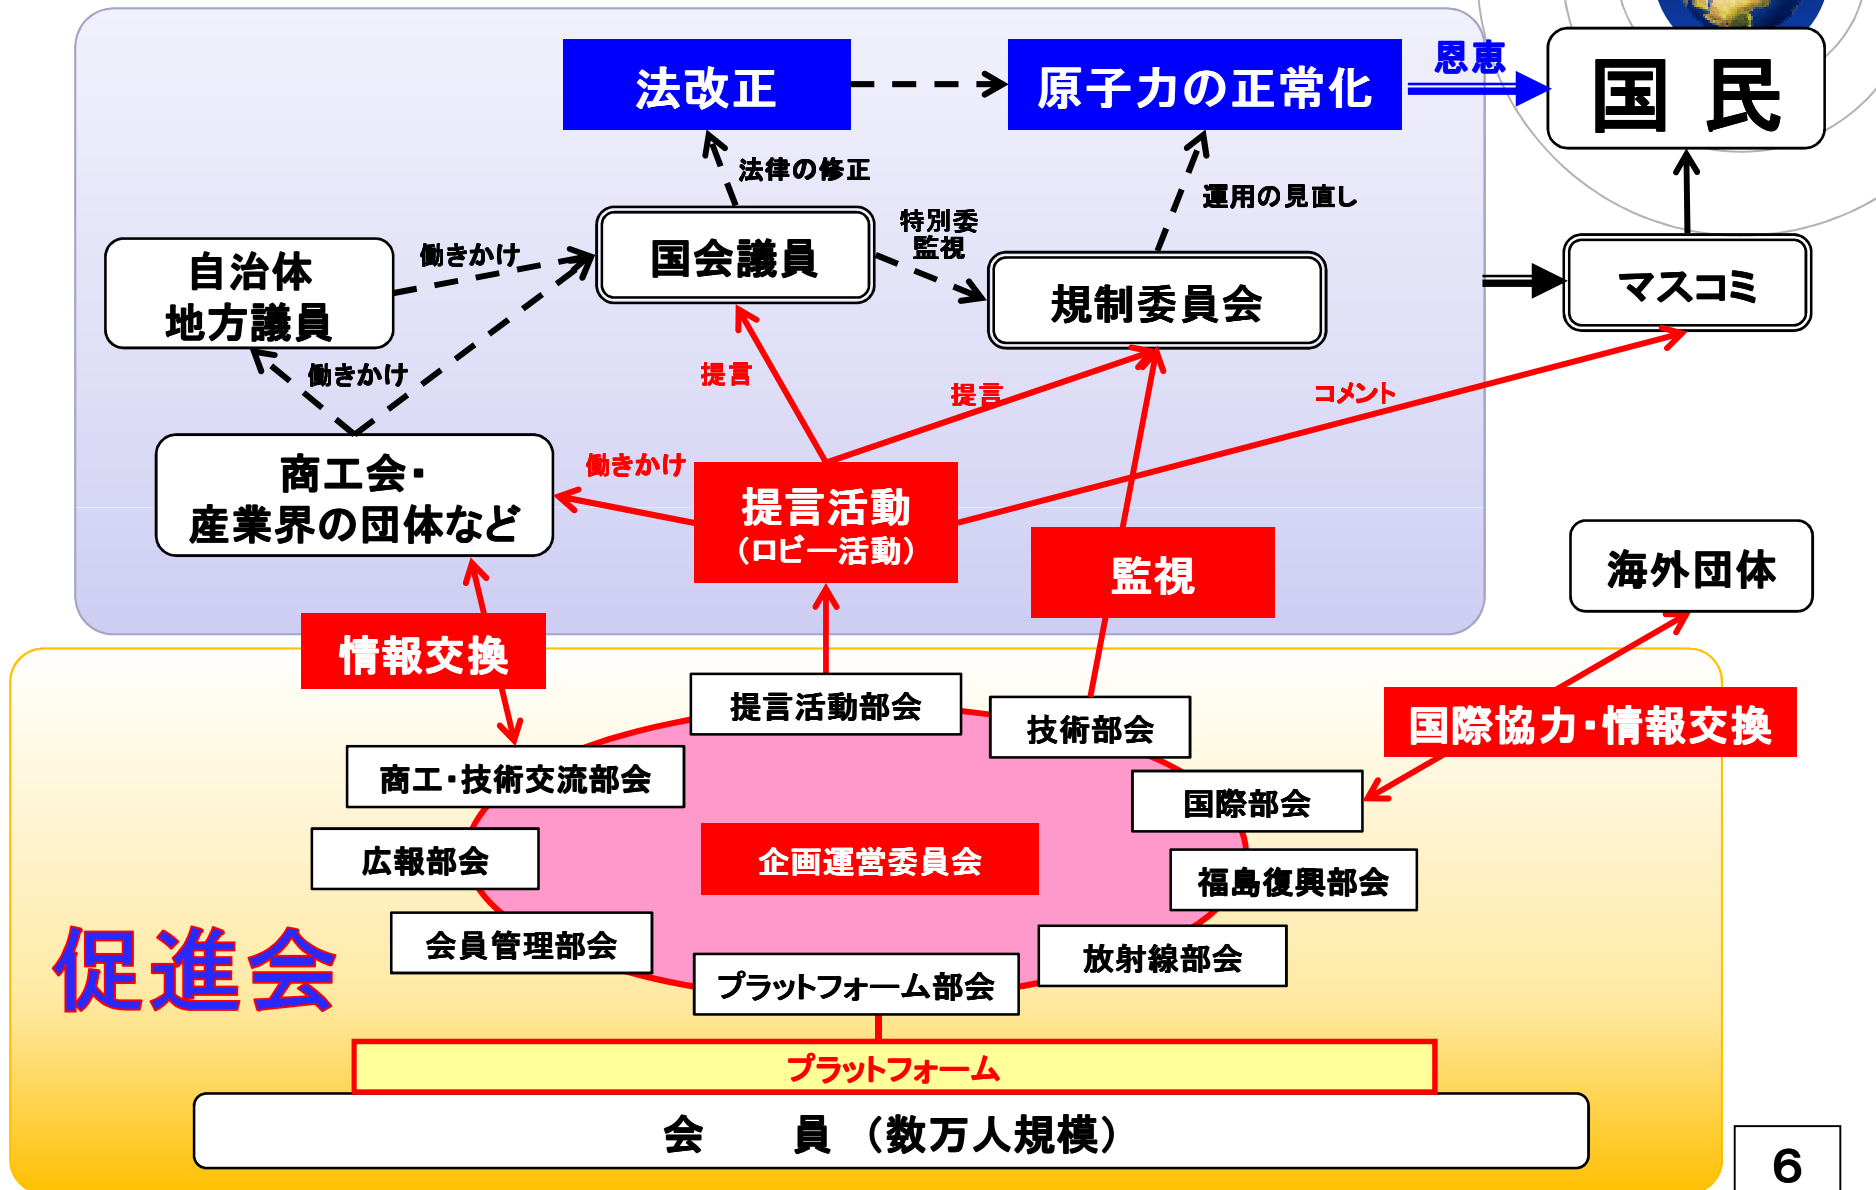 法改正
原子力の正常化
恩恵
国 民
法律の修正
運用の見直し
特別委
監視
自治体
地方議員
働きかけ
国会議員
規制委員会
マスコミ
働きかけ
提言
提言
コメント
商工会・
産業界の団体など
働きかけ
提言活動
（ロビー活動）
監視
海外団体
情報交換
提言活動部会
技術部会
国際協力・情報交換
商工・技術交流部会
国際部会
広報部会
企画運営委員会
福島復興部会
会員管理部会
放射線部会
促進会
プラットフォーム部会
プラットフォーム
会　　員 （数万人規模）
６